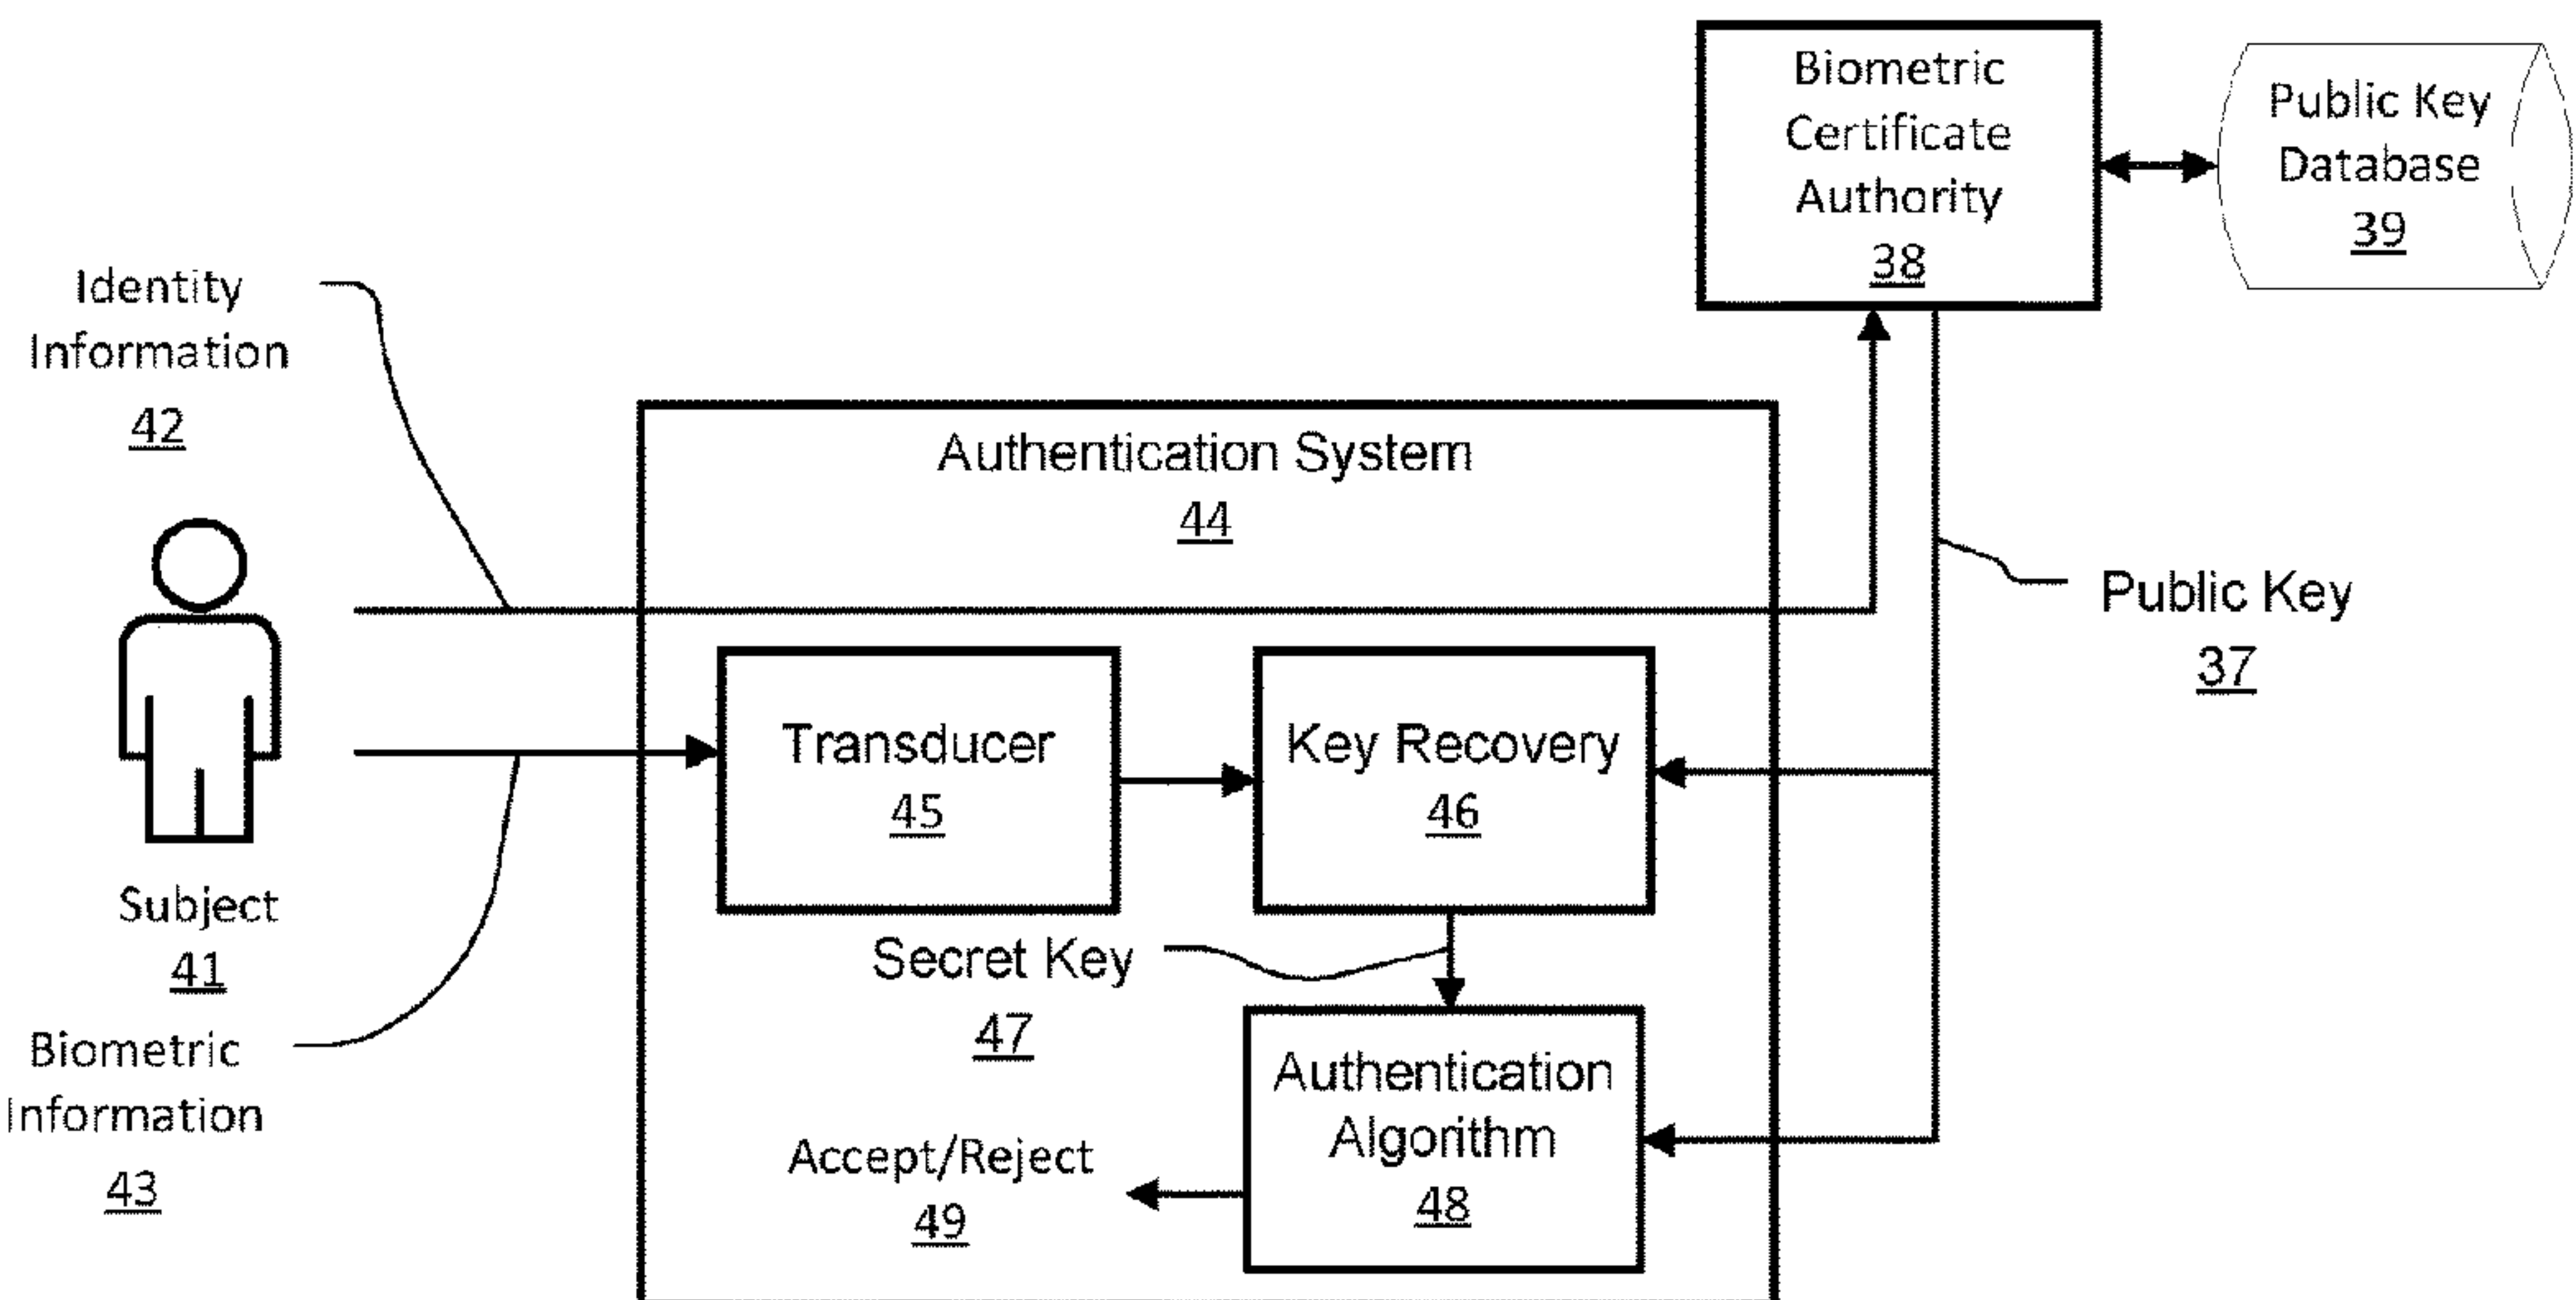 Biometric
Certificate
Authority
38
Public Key
Database
39
Identity
Information
42
Authentication System
44
Public Key
37
Transducer
45
Key Recovery
46
Subject
41
Secret Key
47
Biometric
Information
43
Authentication
Algorithm
48
Accept/Reject
49